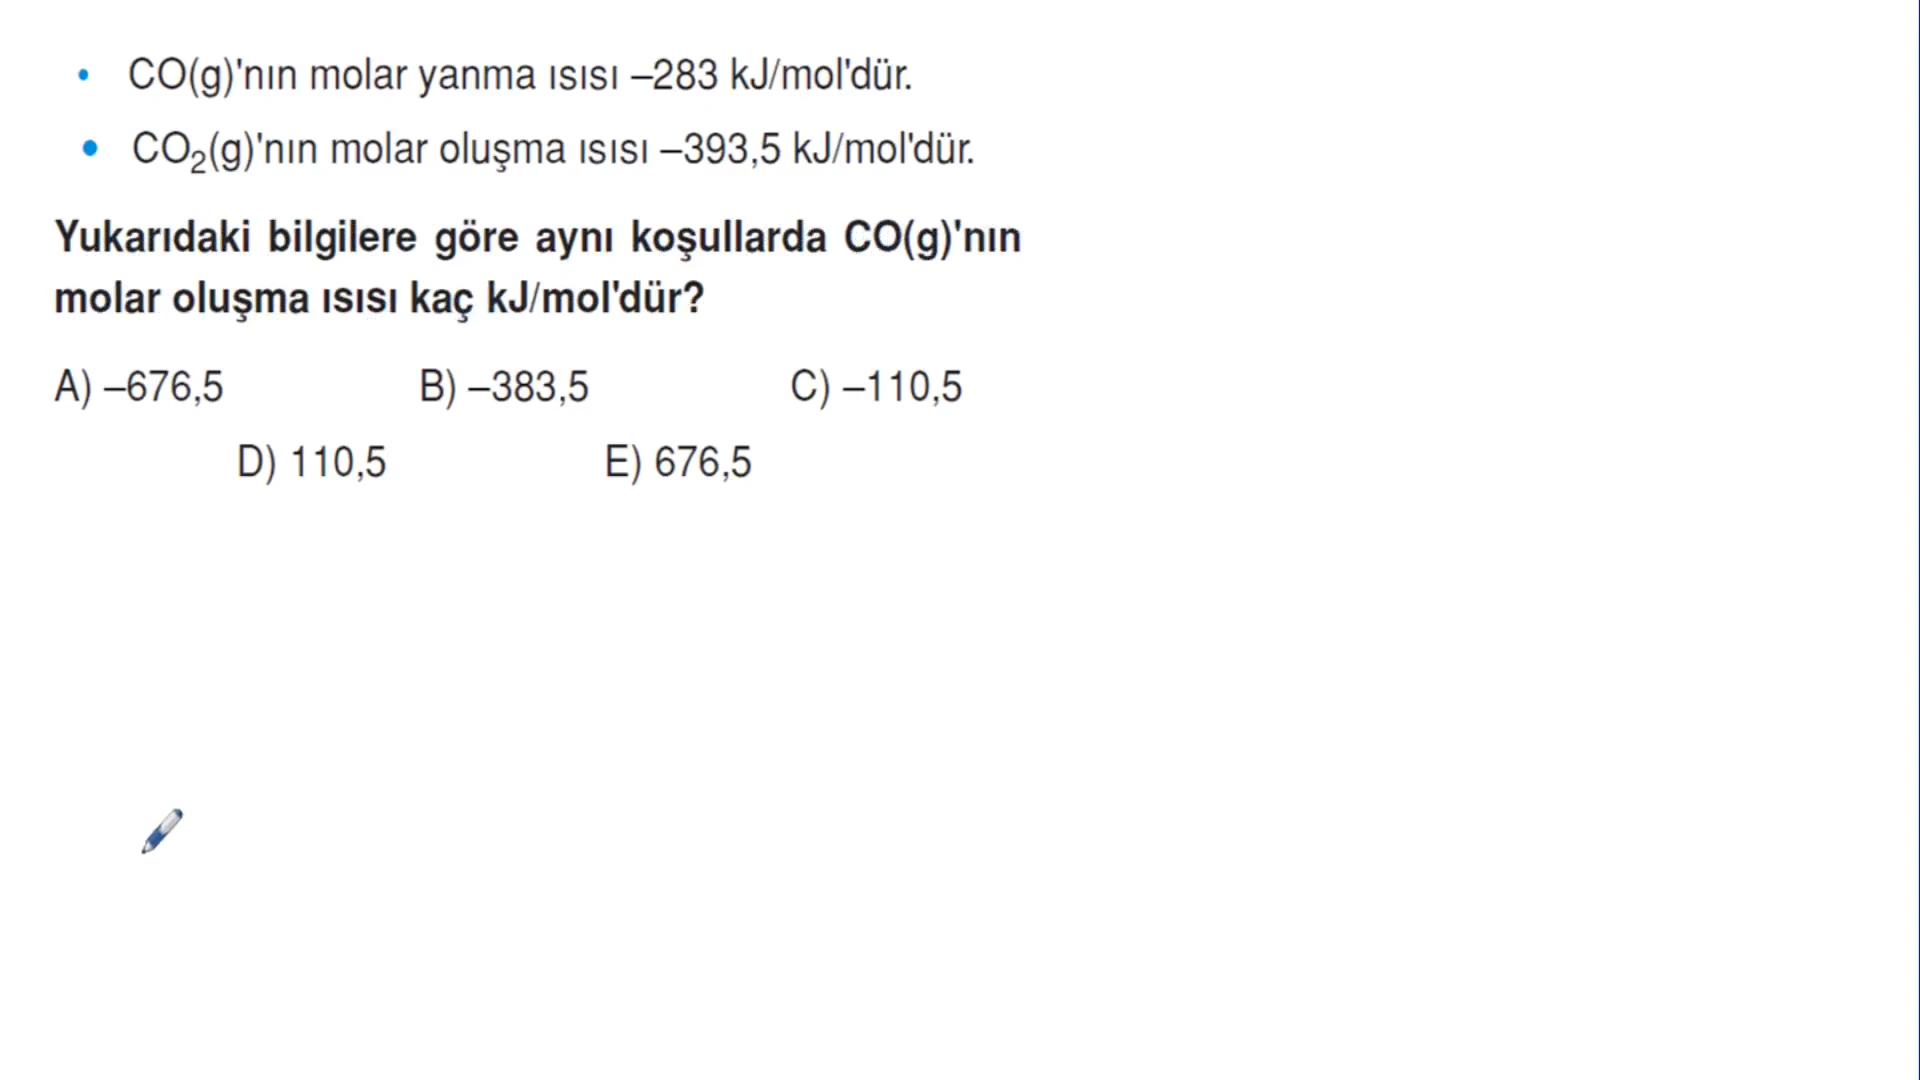 • CO(g)'nın molar yanma ısısı –283 kJ/mol'dür.
• CO₂(g)'nın molar oluşma ısısı –393,5 kJ/mol'dür.
Yukarıdaki bilgilere göre aynı koşullarda CO(g)'nın
molar oluşma ısısı kaç kJ/mol'dür?
A) –676,5 B) –383,5 C) –110,5
D) 110,5 E) 676,5